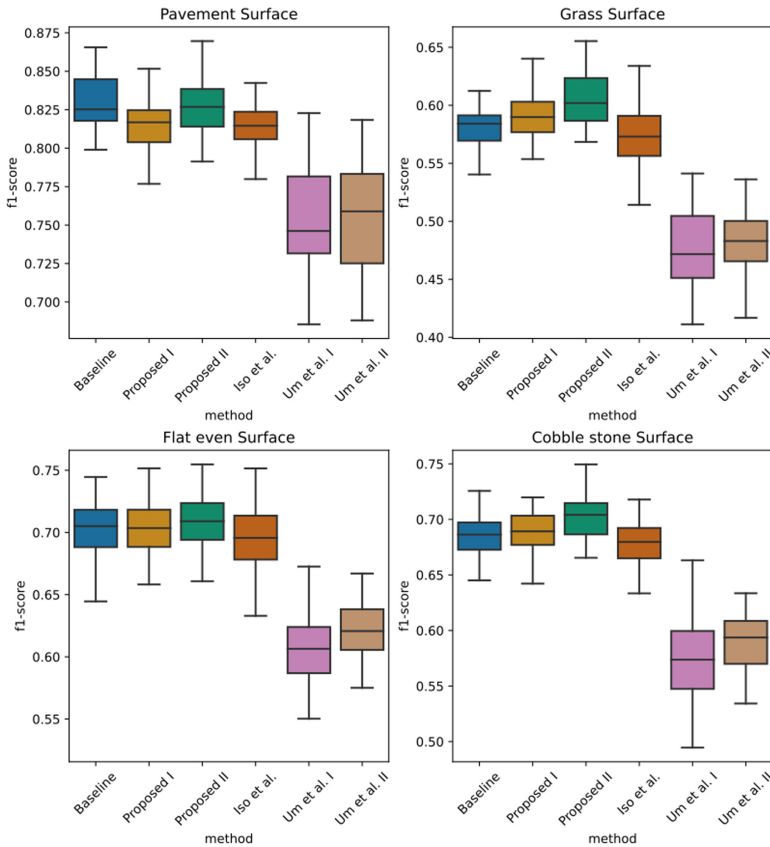 Pavement Surface
0.875
0.850
0.825
0.800
0.775
0.750
0.725
0.700
f1-score
Baseline
Proposed I
Proposed II
Iso et al.
Um et al. I
Um et al. II
method
Grass Surface
0.65
0.60
0.55
0.50
0.45
0.40
f1-score
Baseline
Proposed I
Proposed II
Iso et al.
Um et al. I
Um et al. II
method
Flat even Surface
0.75
0.70
0.65
0.60
0.55
f1-score
Baseline
Proposed I
Proposed II
Iso et al.
Um et al. I
Um et al. II
method
Cobble stone Surface
0.75
0.70
0.65
0.60
0.55
0.50
f1-score
Baseline
Proposed I
Proposed II
Iso et al.
Um et al. I
Um et al. II
method